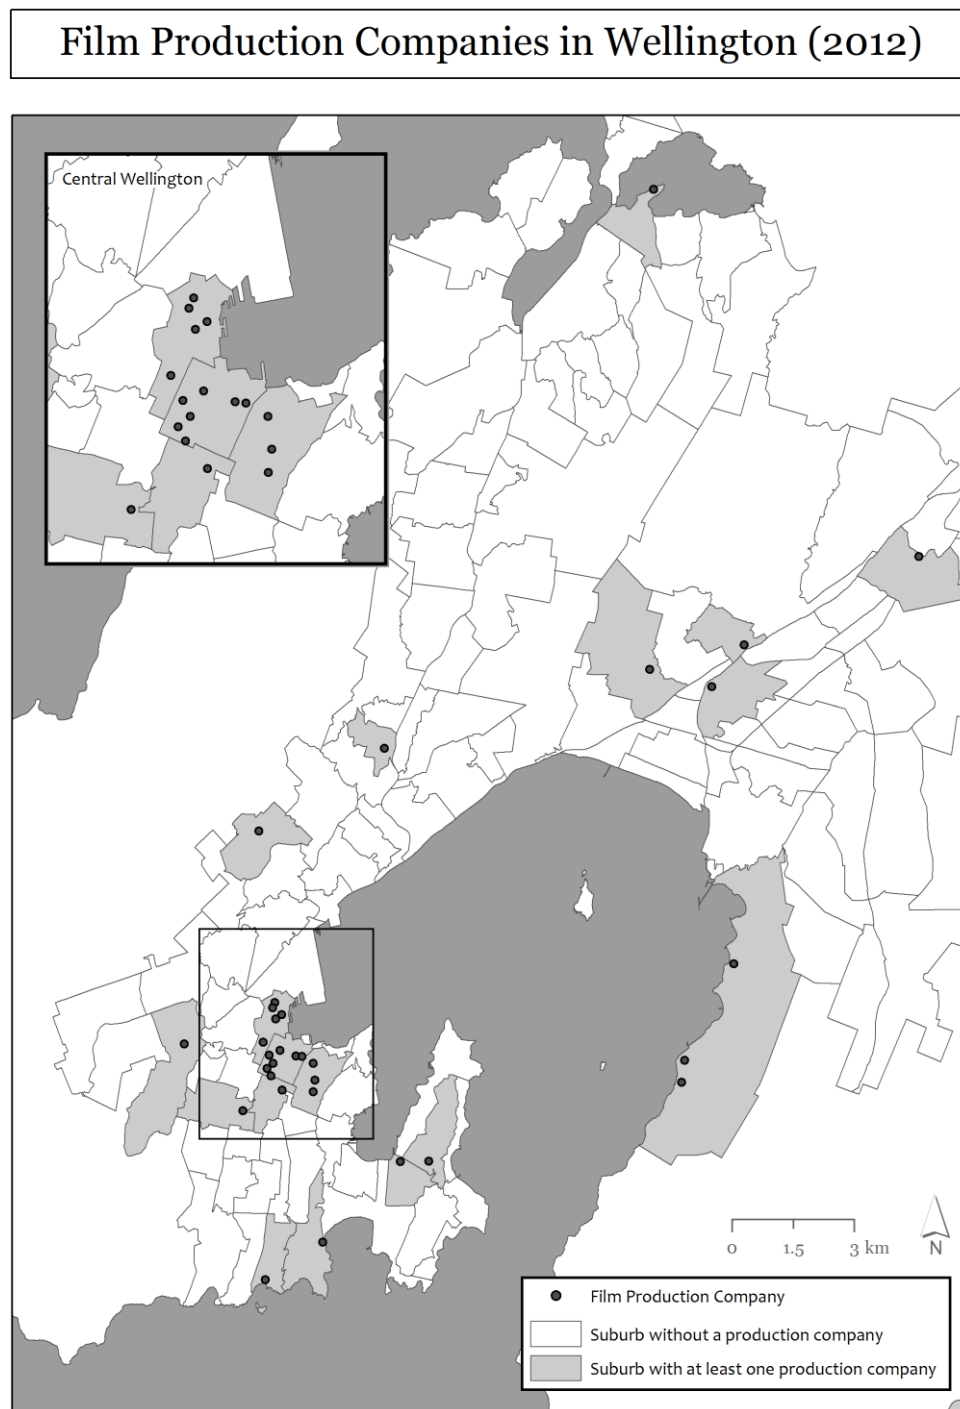 Film Production Companies in Wellington (2012)
Central Wellington
0 1.5 3 km
N
Film Production Company
Suburb without a production company
Suburb with at least one production company